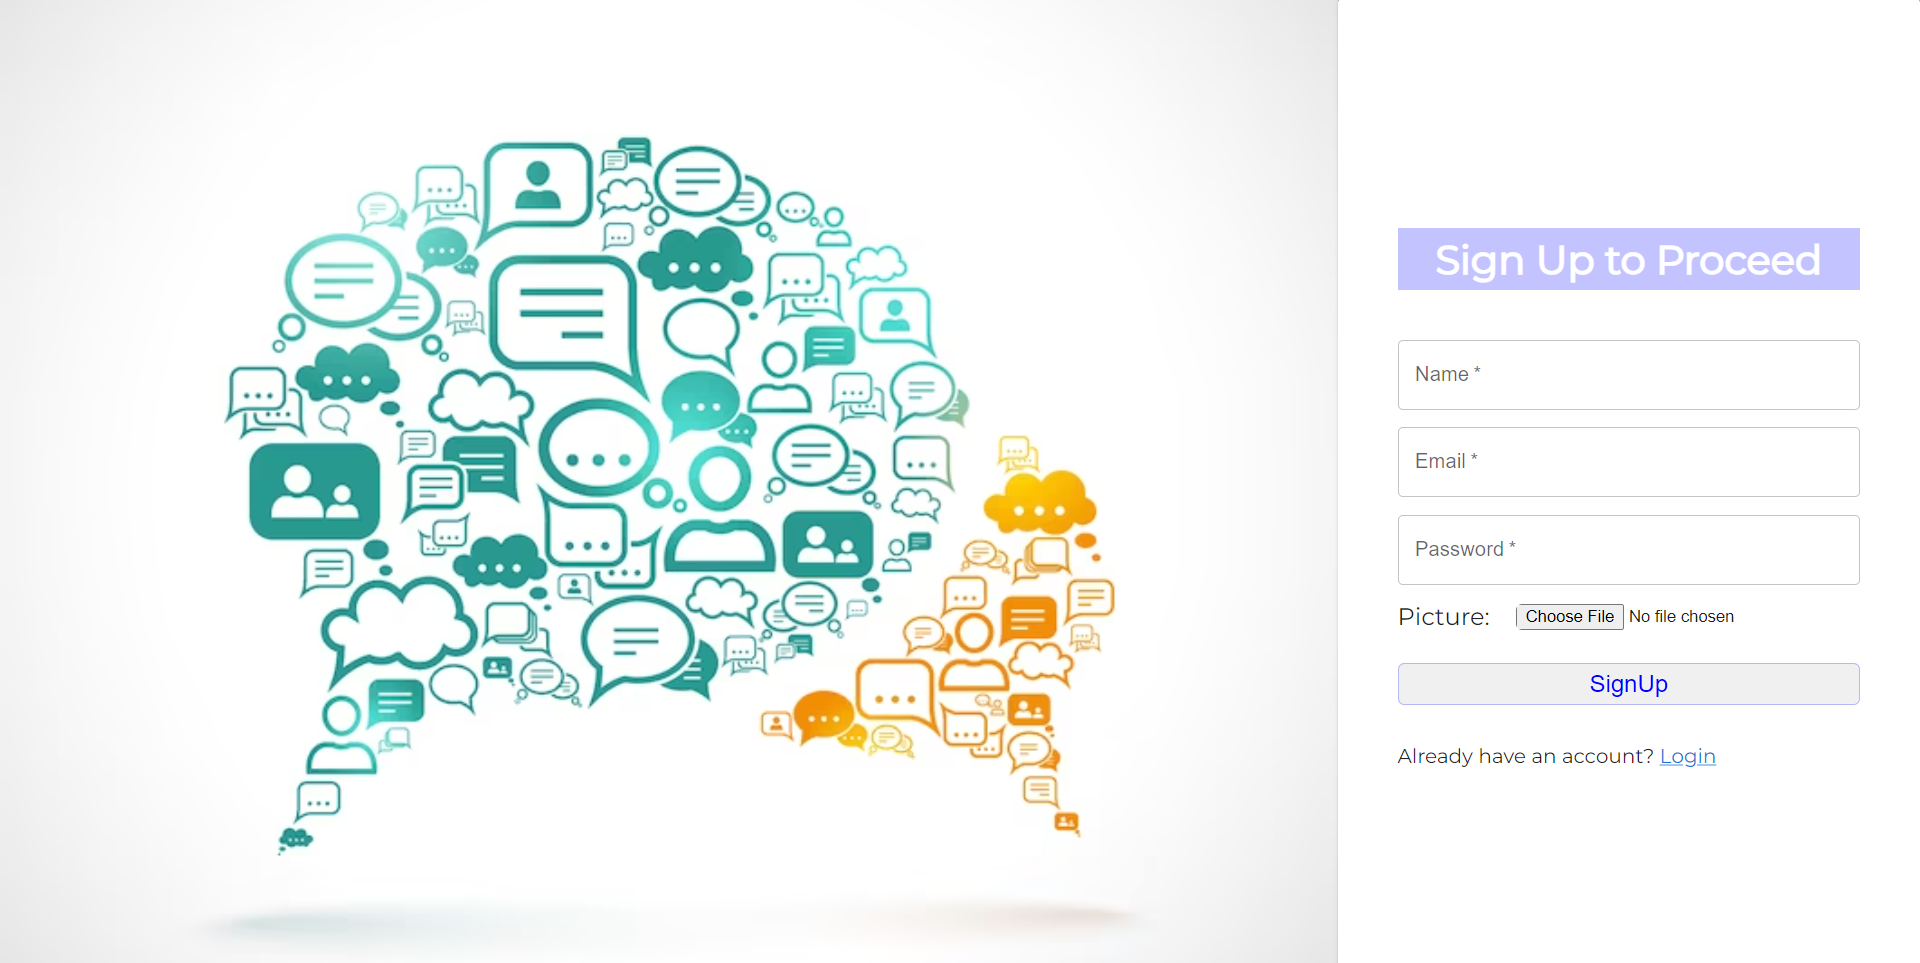 Sign Up to Proceed
Name *
Email *
Password *
Picture: Choose File No file chosen
SignUp
Already have an account? Login